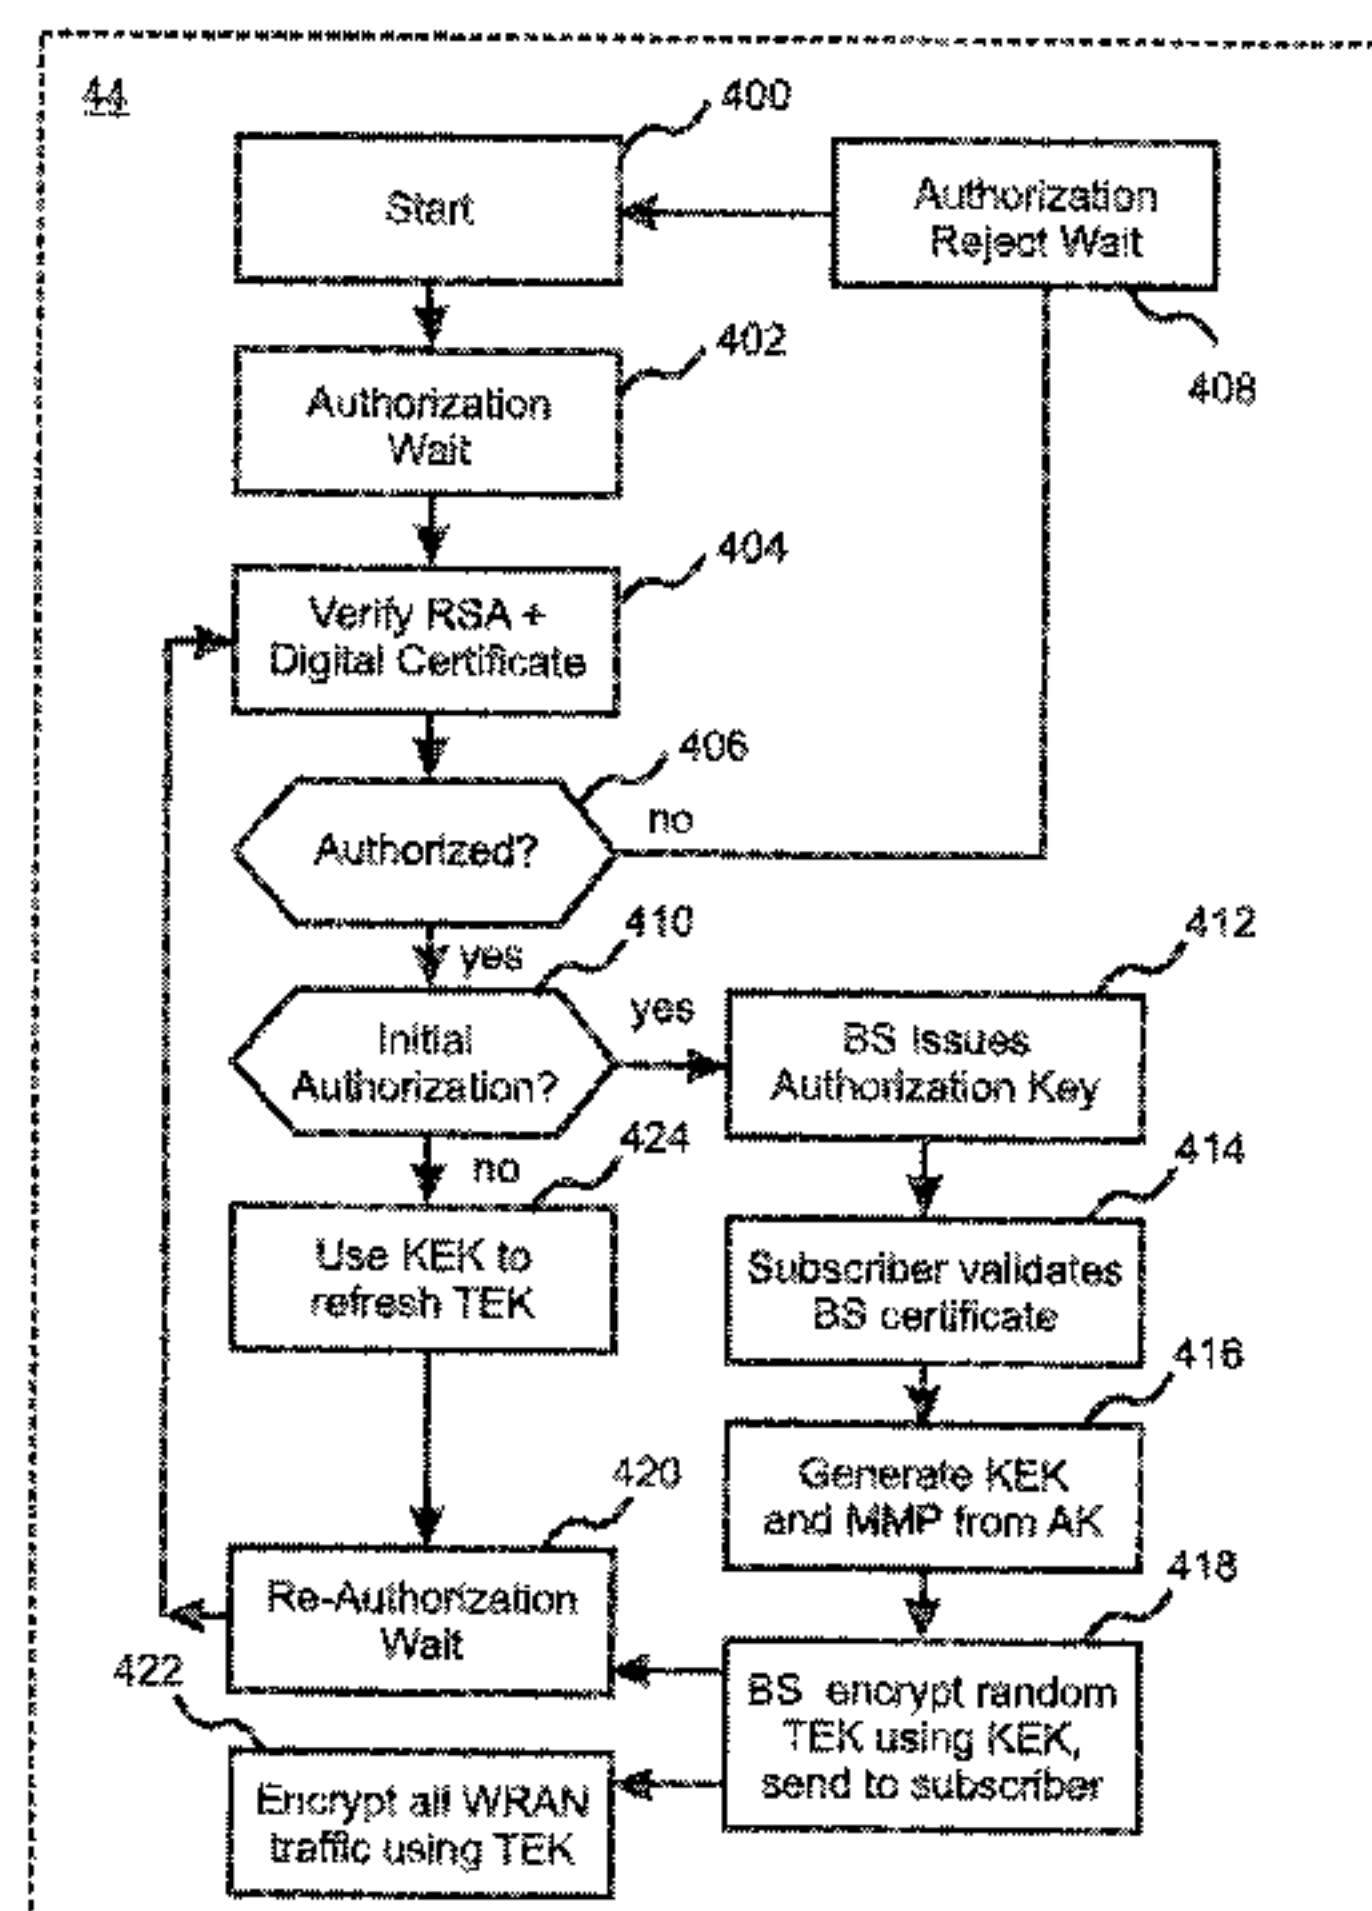 44
400
Start
Authorization
Reject Wait
402
Authorization
Wait
408
404
Verify RSA +
Digital Certificate
406
no
Authorized?
410
yes
412
yes
Initial
Authorization?
BS Issues
Authorization Key
424
no
414
Use KEK to
refresh TEK
Subscriber validates
BS certificate
416
Generate KEK
and MMP from AK
420
418
Re-Authorization
Wait
422
BS encrypt random
TEK using KEK,
send to subscriber
Encrypt all WRAN
traffic using TEK